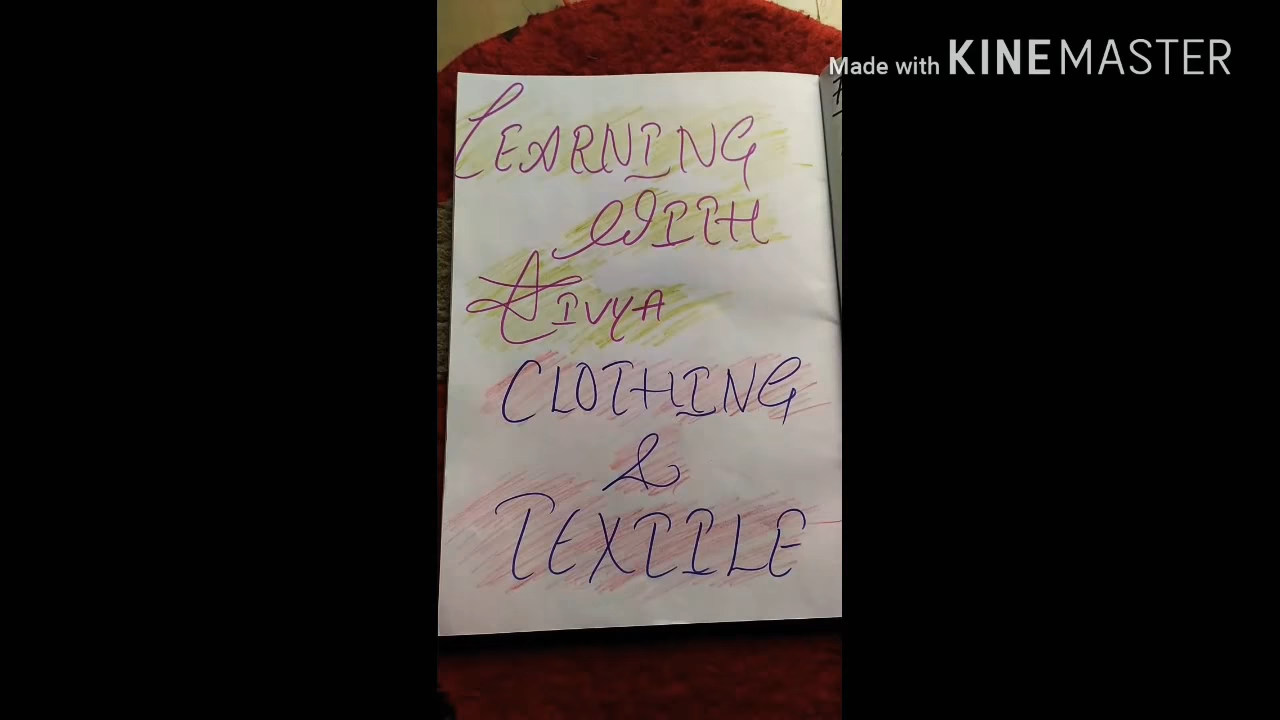 Made with KINEMASTER
LEARNING
WITH
DIVYA
CLOTHING
&
TEXTILE